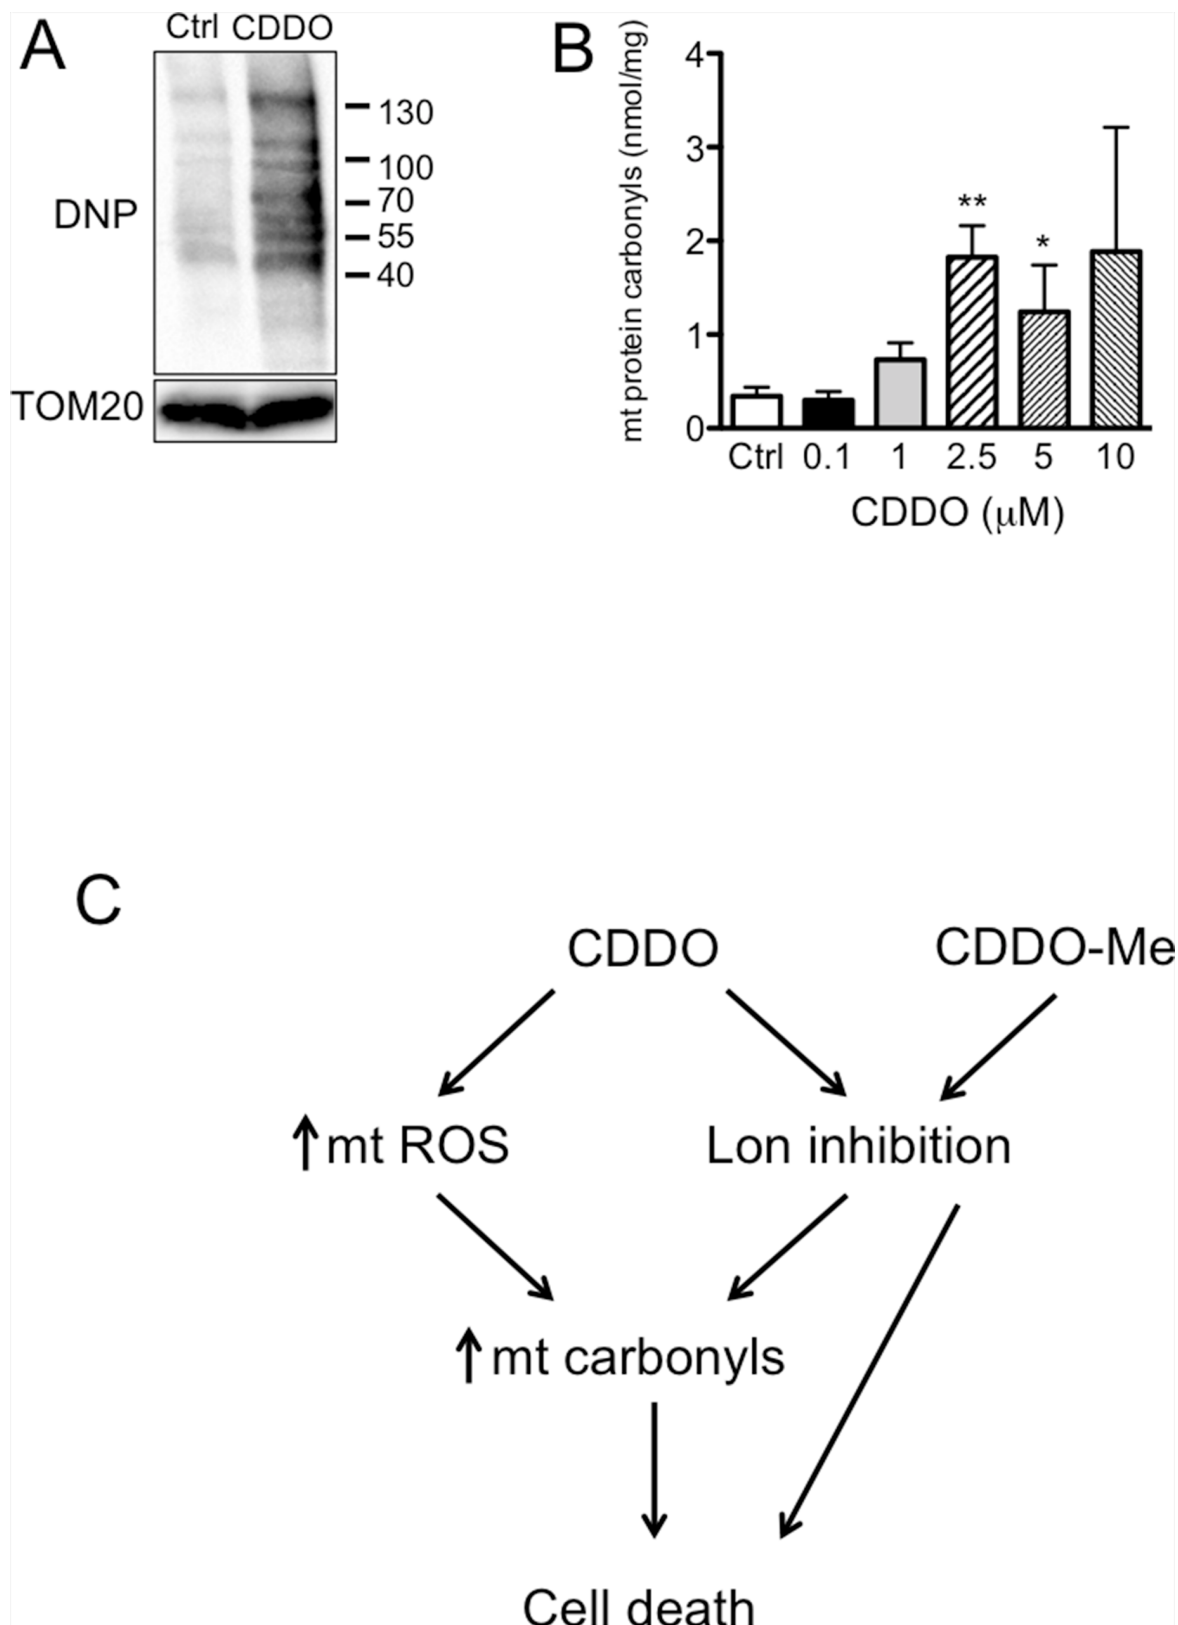 A
Ctrl CDDO
DNP
130
100
70
55
40
TOM20
B
mt protein carbonyls (nmol/mg)
4
3
2
1
0
**
*
Ctrl 0.1 1 2.5 5 10
CDDO (μM)
C
CDDO CDDO-Me
↑mt ROS Lon inhibition
↑mt carbonyls
Cell death